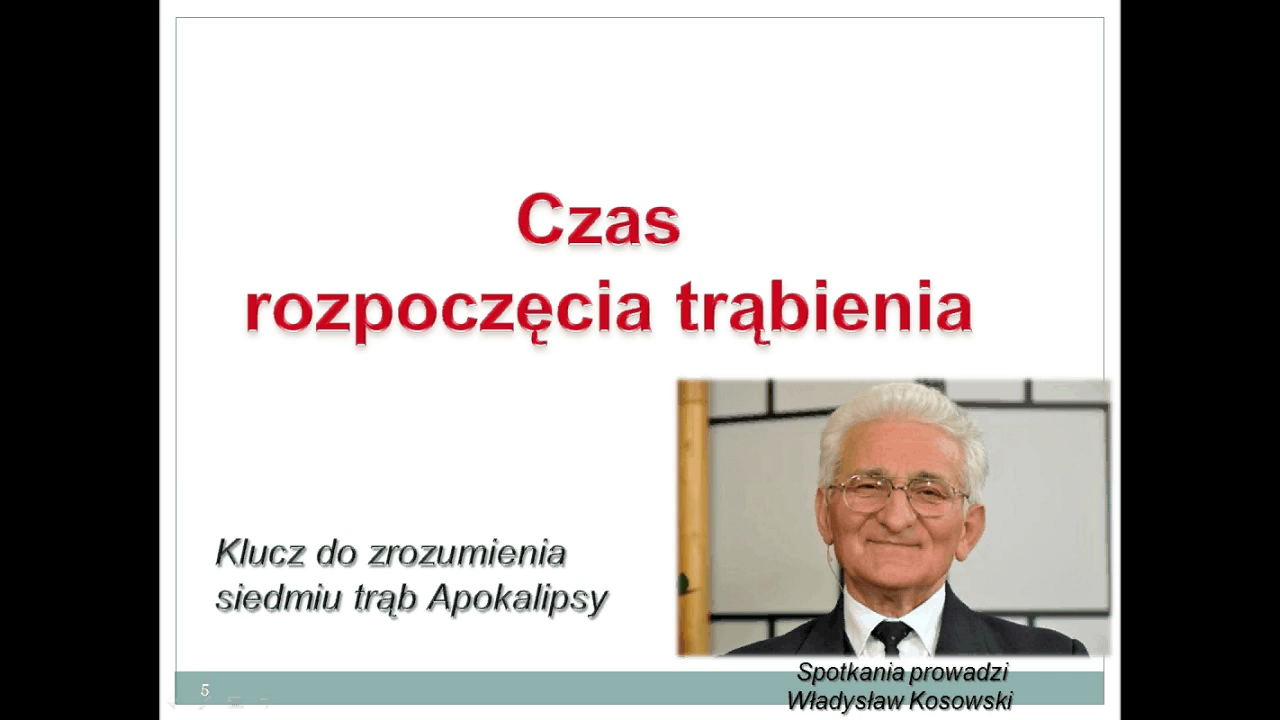 Czas
rozpoczęcia trąbienia
Klucz do zrozumienia
siedmiu trąb Apokalipsy
Spotkania prowadzi
Władysław Kosowski
5